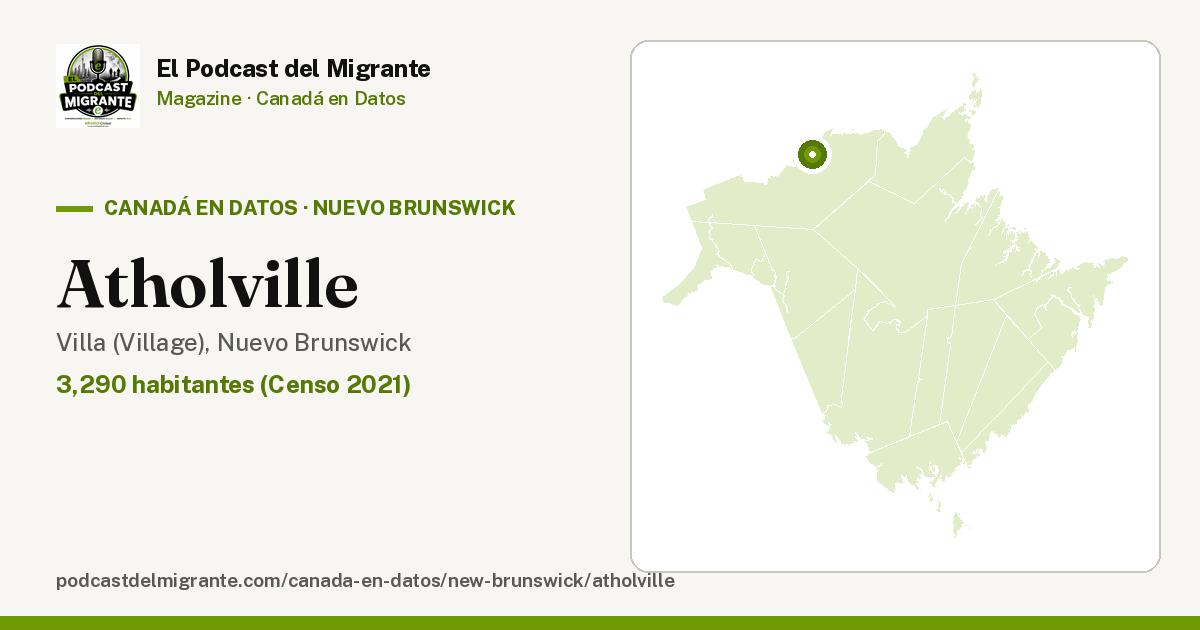 EL
PODCAST
DEL
MIGRANTE
El Podcast del Migrante
Magazine · Canadá en Datos
CANADÁ EN DATOS · NUEVO BRUNSWICK
Atholville
Villa (Village), Nuevo Brunswick
3,290 habitantes (Censo 2021)
podcastdelmigrante.com/canada-en-datos/new-brunswick/atholville